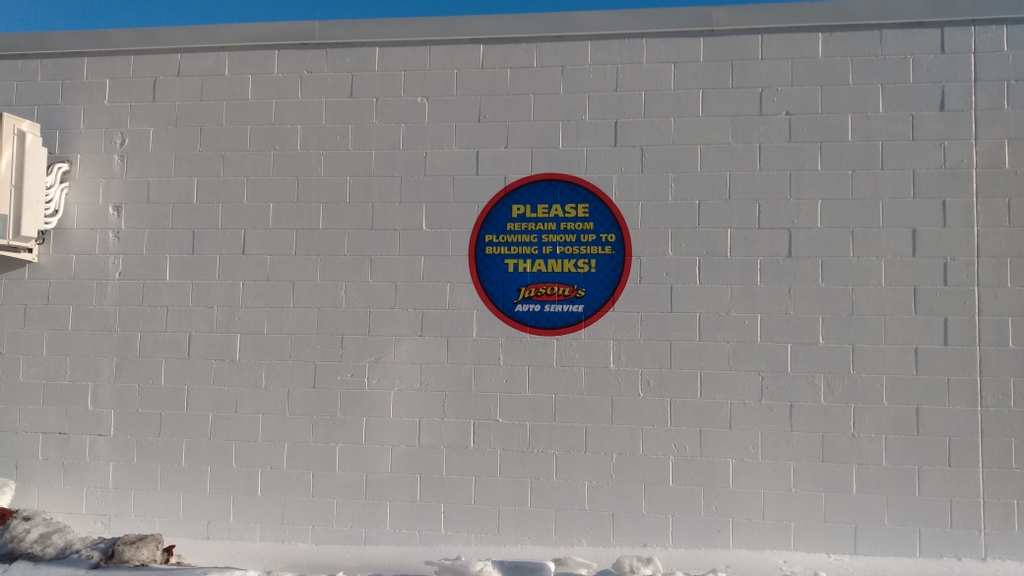 PLEASE
REFRAIN FROM
PLOWING SNOW UP TO
BUILDING IF POSSIBLE.
THANKS!
Jason's
AUTO SERVICE